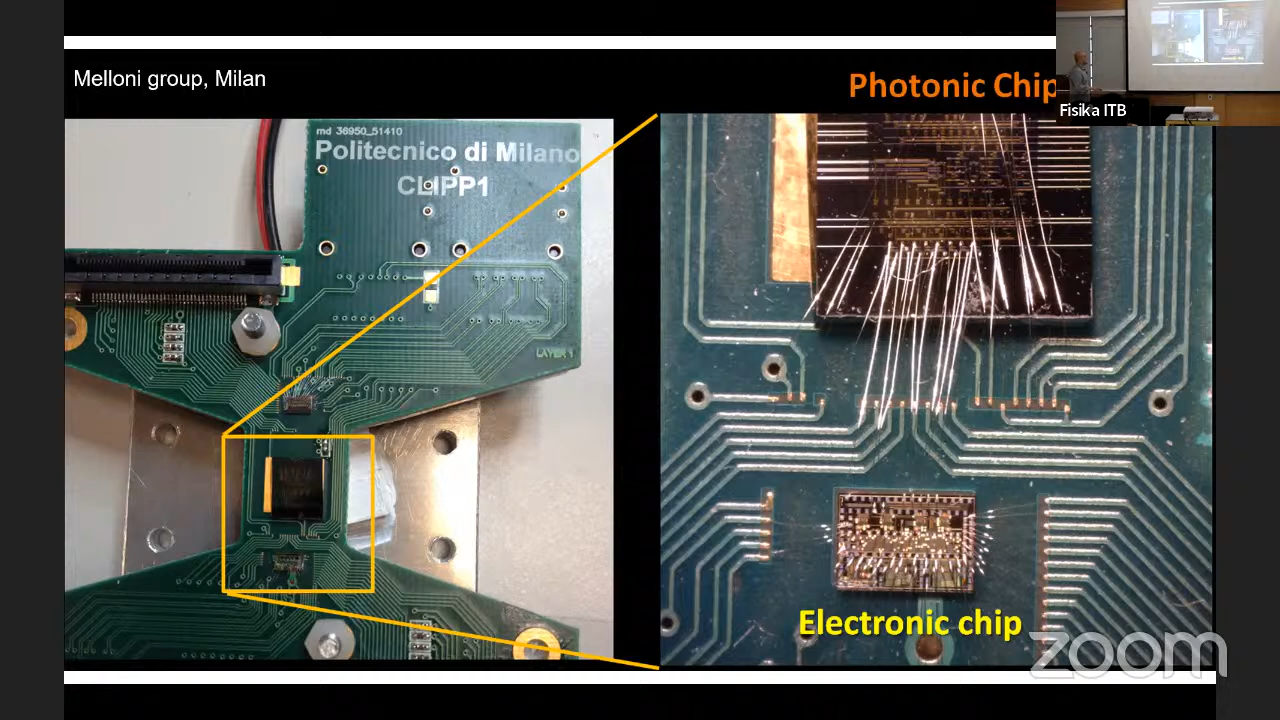 Melloni group, Milan
Photonic Chip
Fisika ITB
md 36950_51410
Politecnico di Milano
CLIPP1
LAYER 1
Electronic chip
zoom